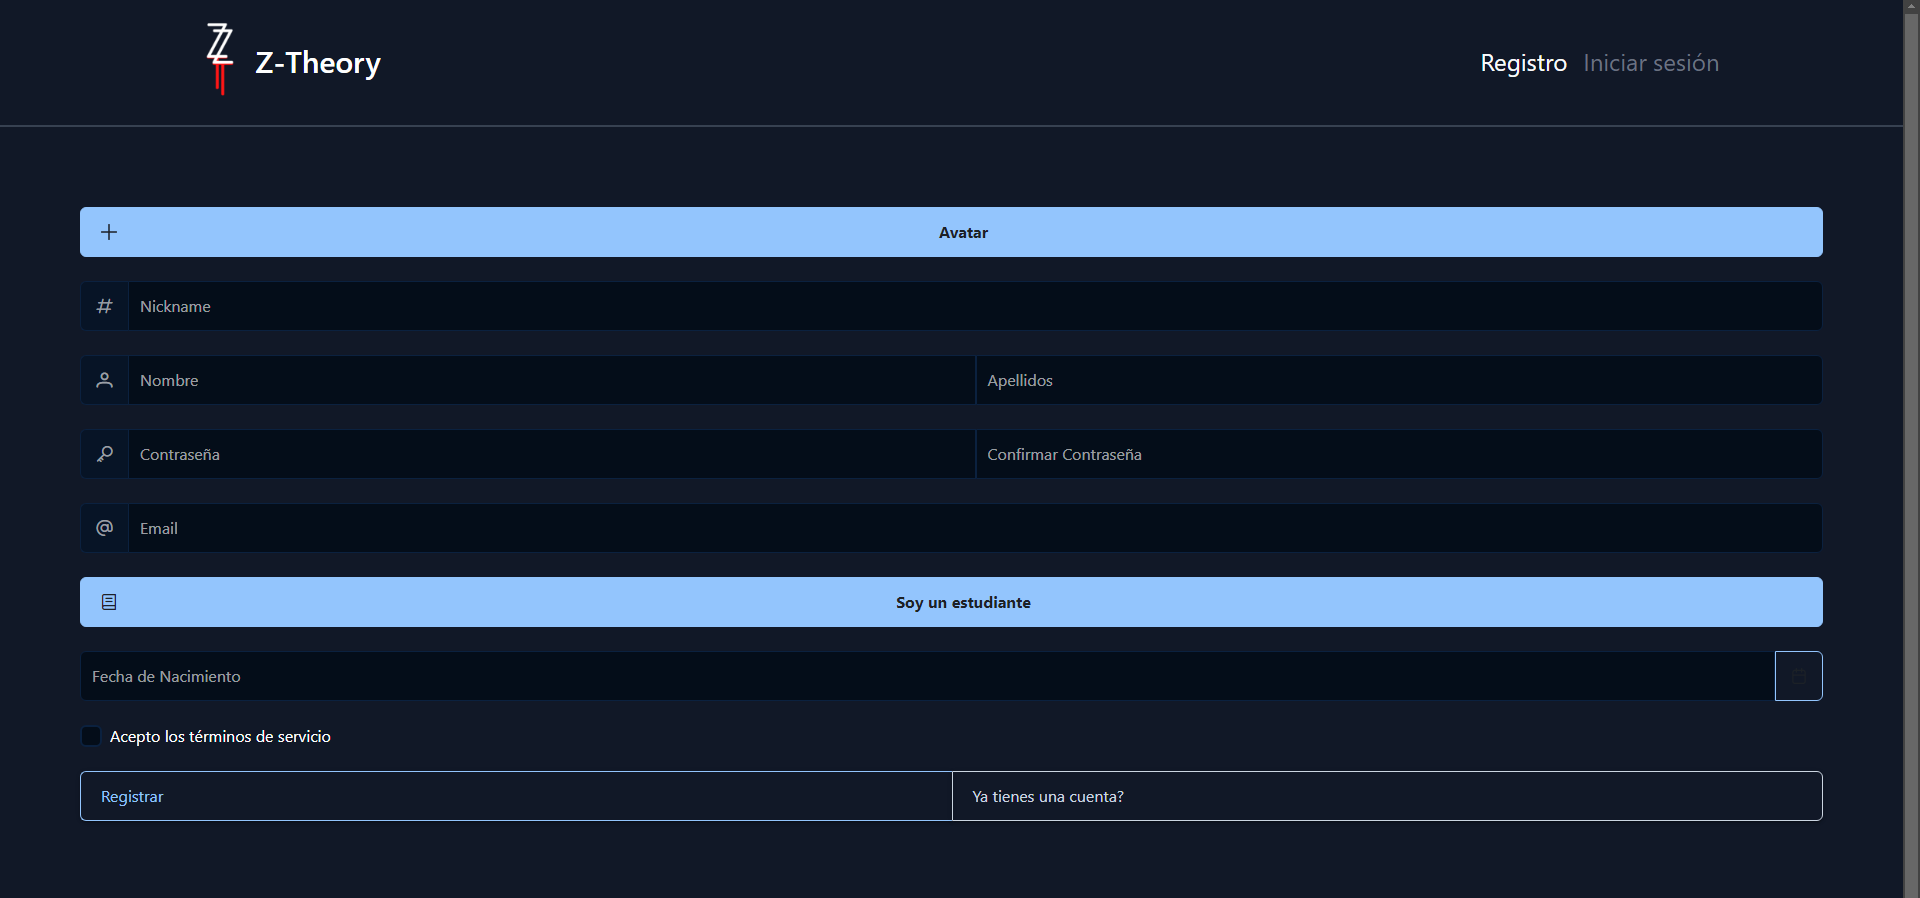 Z-Theory
Registro Iniciar sesión
Avatar
# Nickname
Nombre Apellidos
Contraseña Confirmar Contraseña
@ Email
Soy un estudiante
Fecha de Nacimiento
Acepto los términos de servicio
Registrar Ya tienes una cuenta?